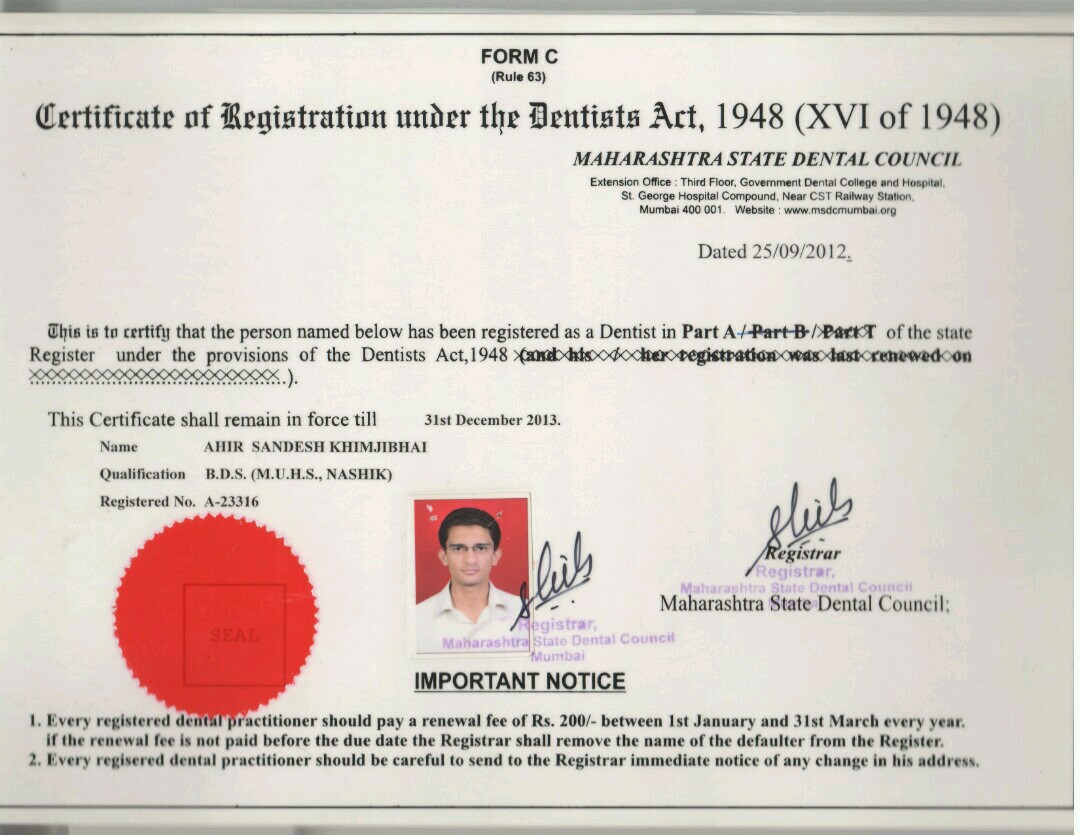 FORM C
(Rule 63)
Certificate of Registration under the Dentists Act, 1948 (XVI of 1948)
MAHARASHTRA STATE DENTAL COUNCIL
Extension Office : Third Floor, Government Dental College and Hospital,
St. George Hospital Compound, Near CST Railway Station,
Mumbai 400 001. Website : www.msdcmumbai.org
Dated 25/09/2012.
This is to certify that the person named below has been registered as a Dentist in Part A / Part B / Part T of the state
Register under the provisions of the Dentists Act,1948 (and his / her registration was last renewed on
XXXXXXXXXXXXXXXXXXXXXXXXXX.).
This Certificate shall remain in force till 31st December 2013.
Name AHIR SANDESH KHIMJIBHAI
Qualification B.D.S. (M.U.H.S., NASHIK)
Registered No. A-23316
SEAL
Registrar,
Maharashtra State Dental Council
Mumbai
Registrar
Registrar,
Maharashtra State Dental Council
Maharashtra State Dental Council;
IMPORTANT NOTICE
1. Every registered dental practitioner should pay a renewal fee of Rs. 200/- between 1st January and 31st March every year.
if the renewal fee is not paid before the due date the Registrar shall remove the name of the defaulter from the Register.
2. Every regisered dental practitioner should be careful to send to the Registrar immediate notice of any change in his address.